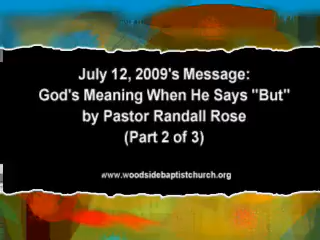 July 12, 2009's Message:
God's Meaning When He Says "But"
by Pastor Randall Rose
(Part 2 of 3)
www.woodsidebaptistchurch.org